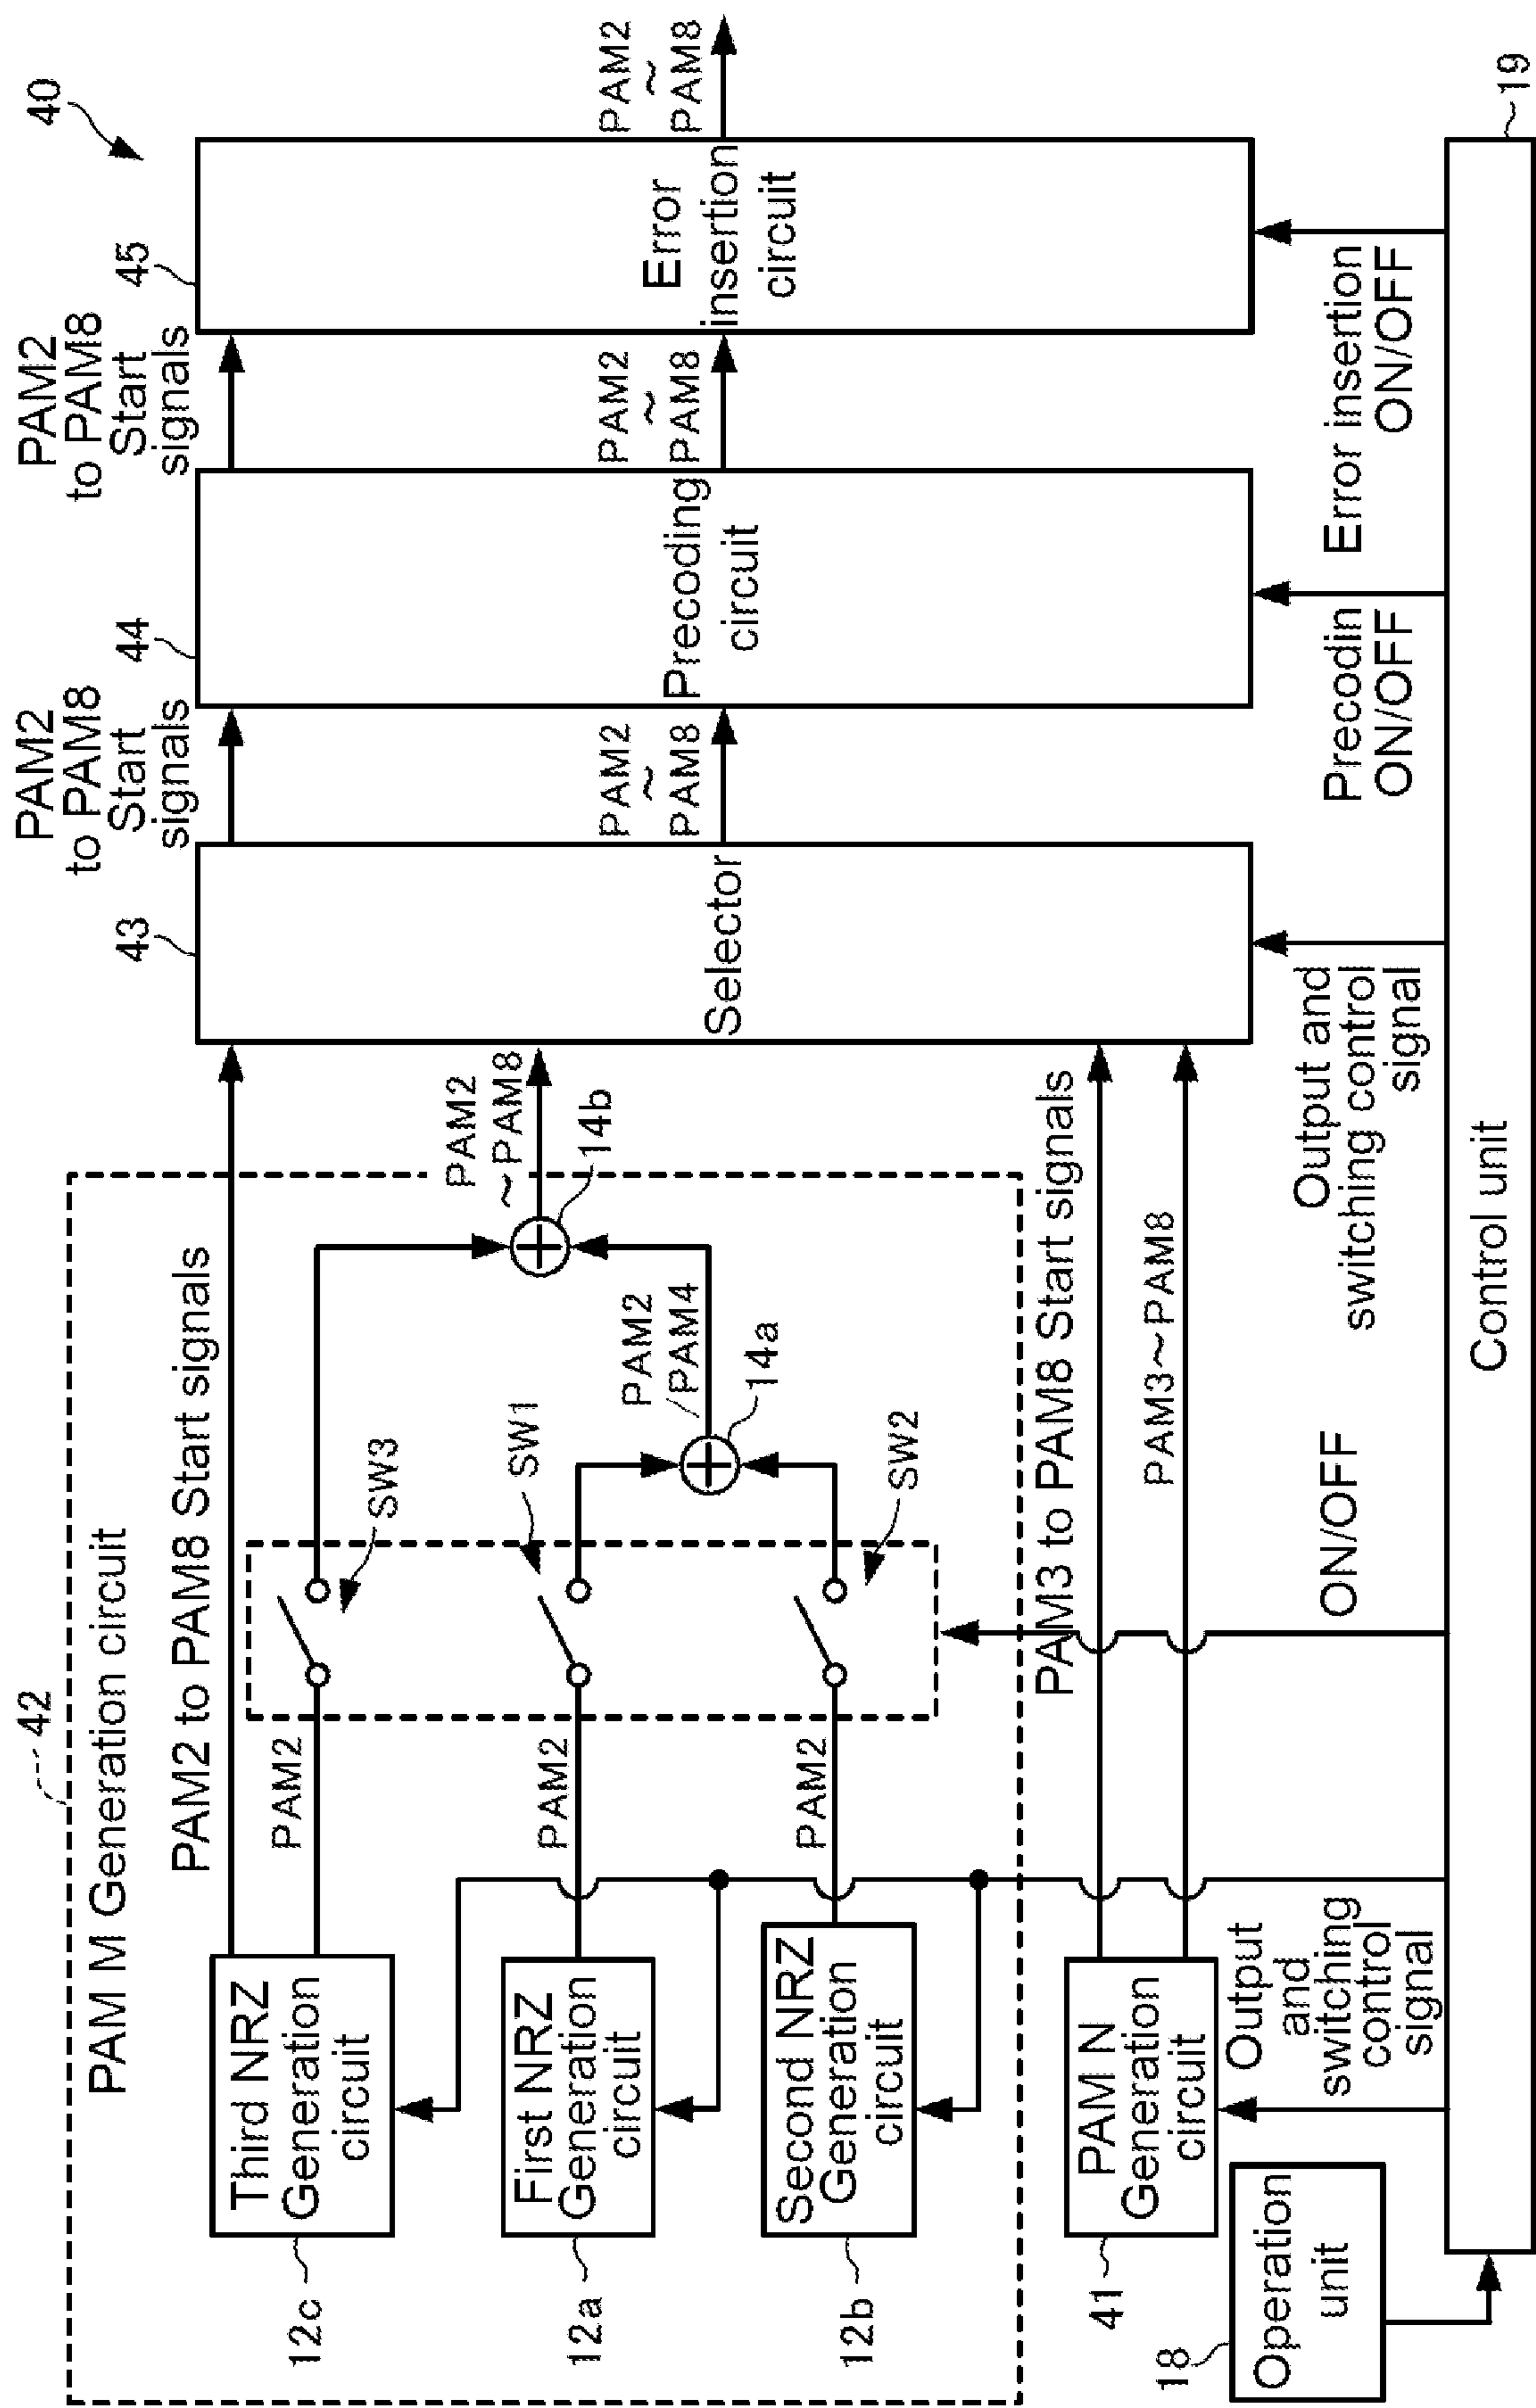 40
42
PAM M Generation circuit
PAM2 to PAM8 Start signals
12c
Third NRZ
Generation
circuit
PAM2
SW3
12a
First NRZ
Generation
circuit
PAM2
SW1
12b
Second NRZ
Generation
circuit
PAM2
SW2
PAM2
PAM4
14a
PAM2
~PAM8
14b
41
PAM N
Generation
circuit
PAM3 to PAM8 Start signals
PAM3~PAM8
43
Selector
PAM2
to PAM8
Start
signals
PAM2
~
PAM8
44
Precoding
circuit
PAM2
to PAM8
Start
signals
PAM2
~
PAM8
45
Error
insertion
circuit
PAM2
~
PAM8
18
Operation
unit
Output
and
switching
control
signal
ON/OFF
Output and
switching control
signal
Precodin
ON/OFF
Error insertion
ON/OFF
Control unit
19